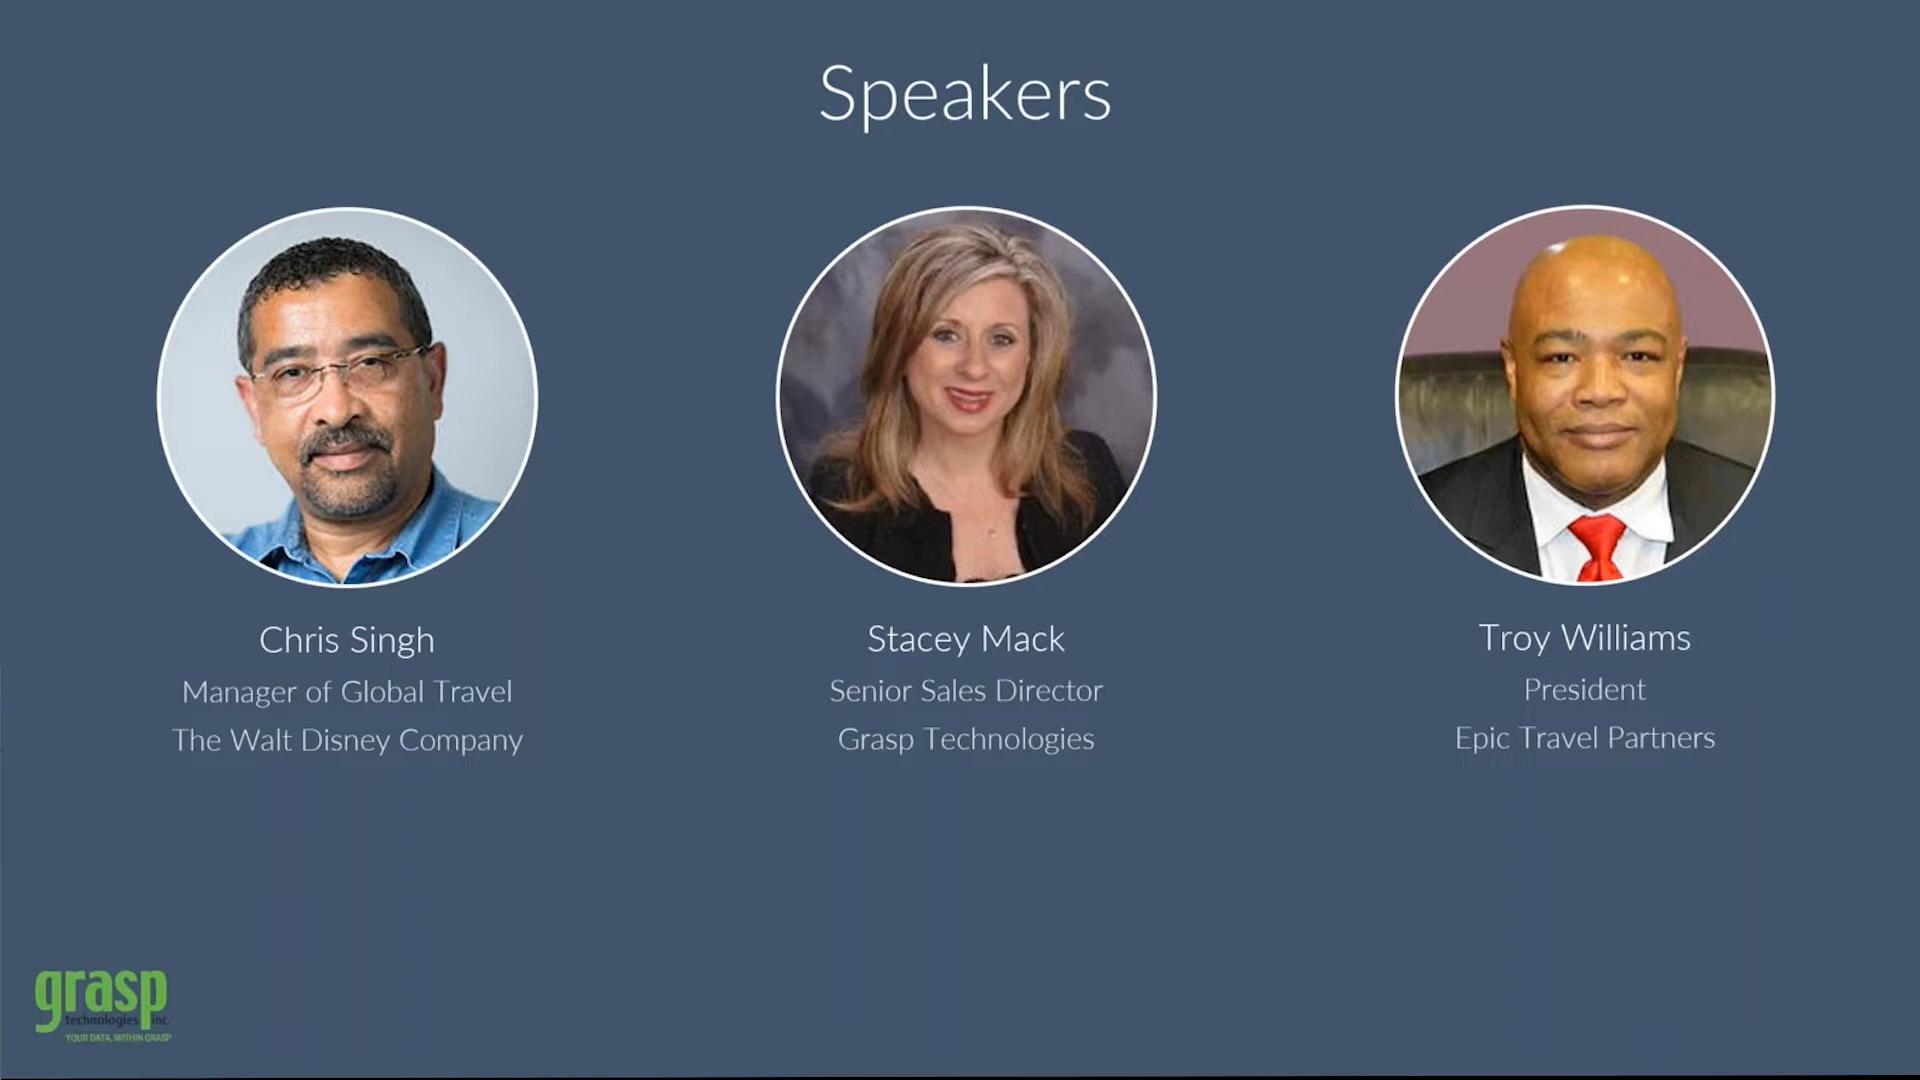 Speakers
Chris Singh
Manager of Global Travel
The Walt Disney Company
Stacey Mack
Senior Sales Director
Grasp Technologies
Troy Williams
President
Epic Travel Partners
grasp
technologies inc.
YOUR DATA, WITHIN GRASP